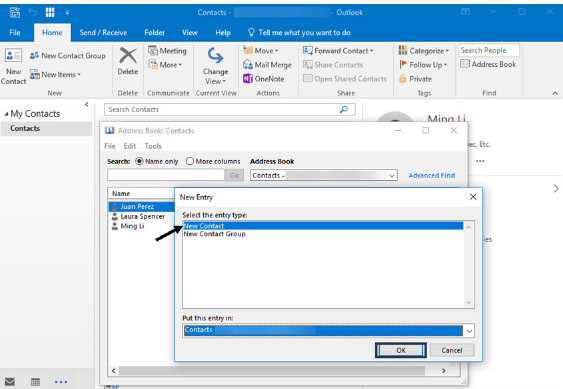 Contacts - - Outlook
File Home Send / Receive Folder View Help Tell me what you want to do
New Contact
New Contact Group
New Items
New
Delete
Delete
Meeting
More
Communicate
Change View
Current View
Move
Mail Merge
OneNote
Actions
Forward Contact
Share Contacts
Open Shared Contacts
Share
Categorize
Follow Up
Private
Tags
Search People
Address Book
Find
My Contacts
Contacts
Search Contacts
Ming Li
es, Etc.
ies
Address Book: Contacts
File Edit Tools
Search: Name only More columns Address Book
Go Contacts - Advanced Find
Name
Juan Perez
Laura Spencer
Ming Li
New Entry
Select the entry type:
New Contact
New Contact Group
Put this entry in:
Contacts
OK Cancel